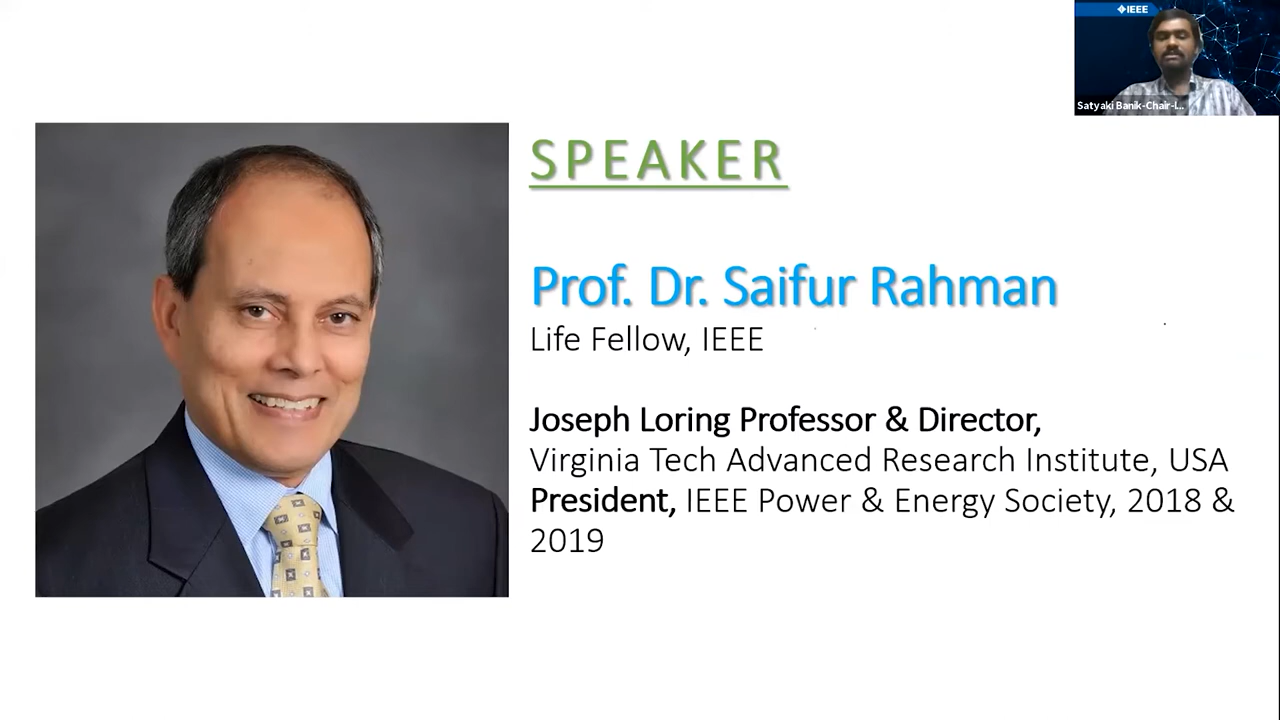 IEEE
Satyaki Banik-Chair-I...
SPEAKER
Prof. Dr. Saifur Rahman
Life Fellow, IEEE
Joseph Loring Professor & Director,
Virginia Tech Advanced Research Institute, USA
President, IEEE Power & Energy Society, 2018 &
2019